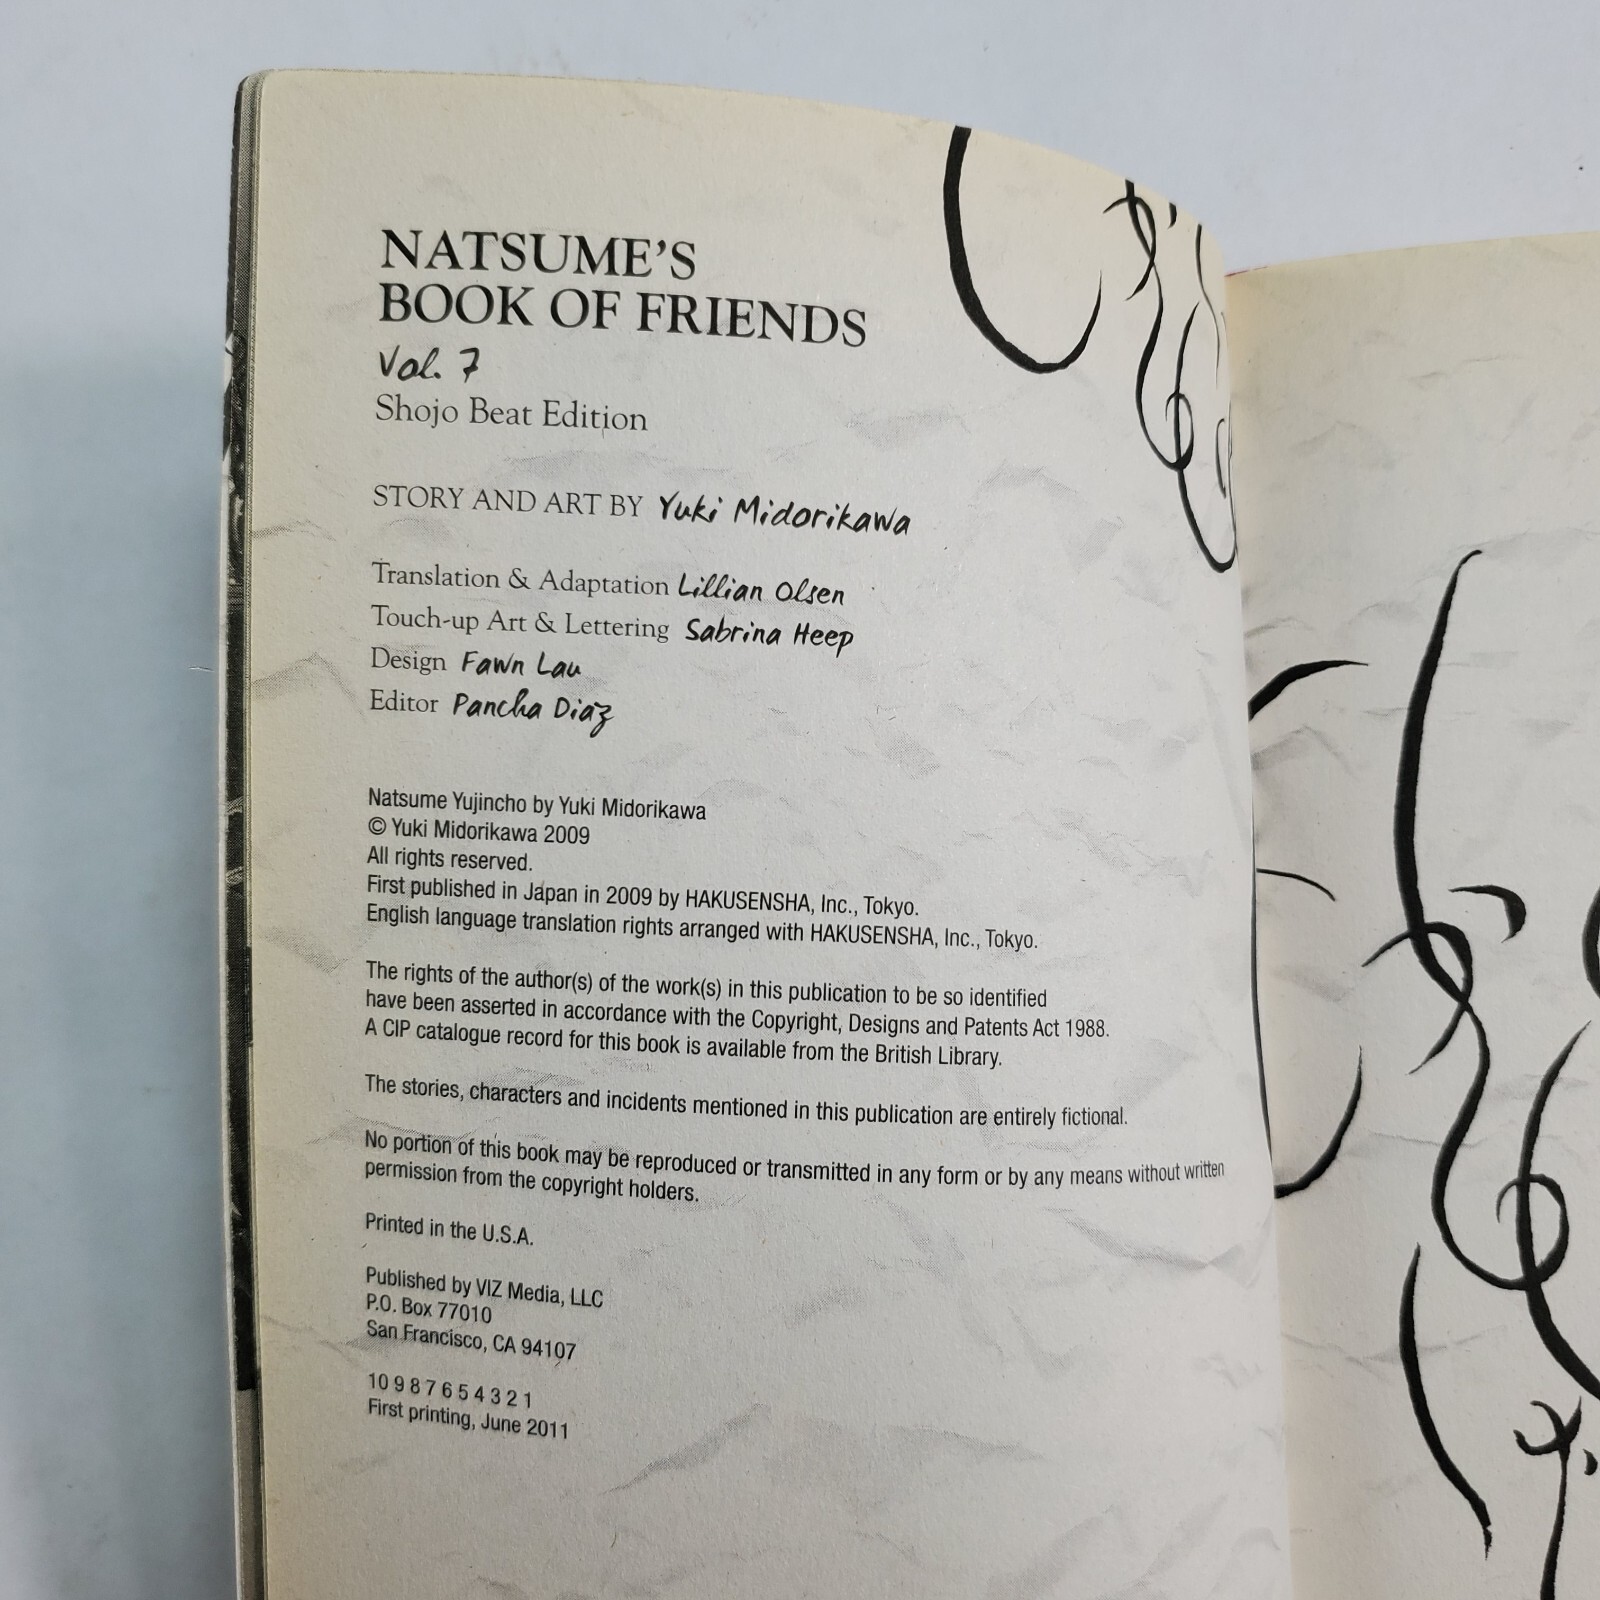 NATSUME'S
BOOK OF FRIENDS
Vol. 7
Shojo Beat Edition
STORY AND ART BY Yuki Midorikawa
Translation & Adaptation Lillian Olsen
Touch-up Art & Lettering Sabrina Heep
Design Fawn Lau
Editor Pancha Diaz
Natsume Yujincho by Yuki Midorikawa
© Yuki Midorikawa 2009
All rights reserved.
First published in Japan in 2009 by HAKUSENSHA, Inc., Tokyo.
English language translation rights arranged with HAKUSENSHA, Inc., Tokyo.
The rights of the author(s) of the work(s) in this publication to be so identified
have been asserted in accordance with the Copyright, Designs and Patents Act 1988.
A CIP catalogue record for this book is available from the British Library.
The stories, characters and incidents mentioned in this publication are entirely fictional.
No portion of this book may be reproduced or transmitted in any form or by any means without written
permission from the copyright holders.
Printed in the U.S.A.
Published by VIZ Media, LLC
P.O. Box 77010
San Francisco, CA 94107
10 9 8 7 6 5 4 3 2 1
First printing, June 2011